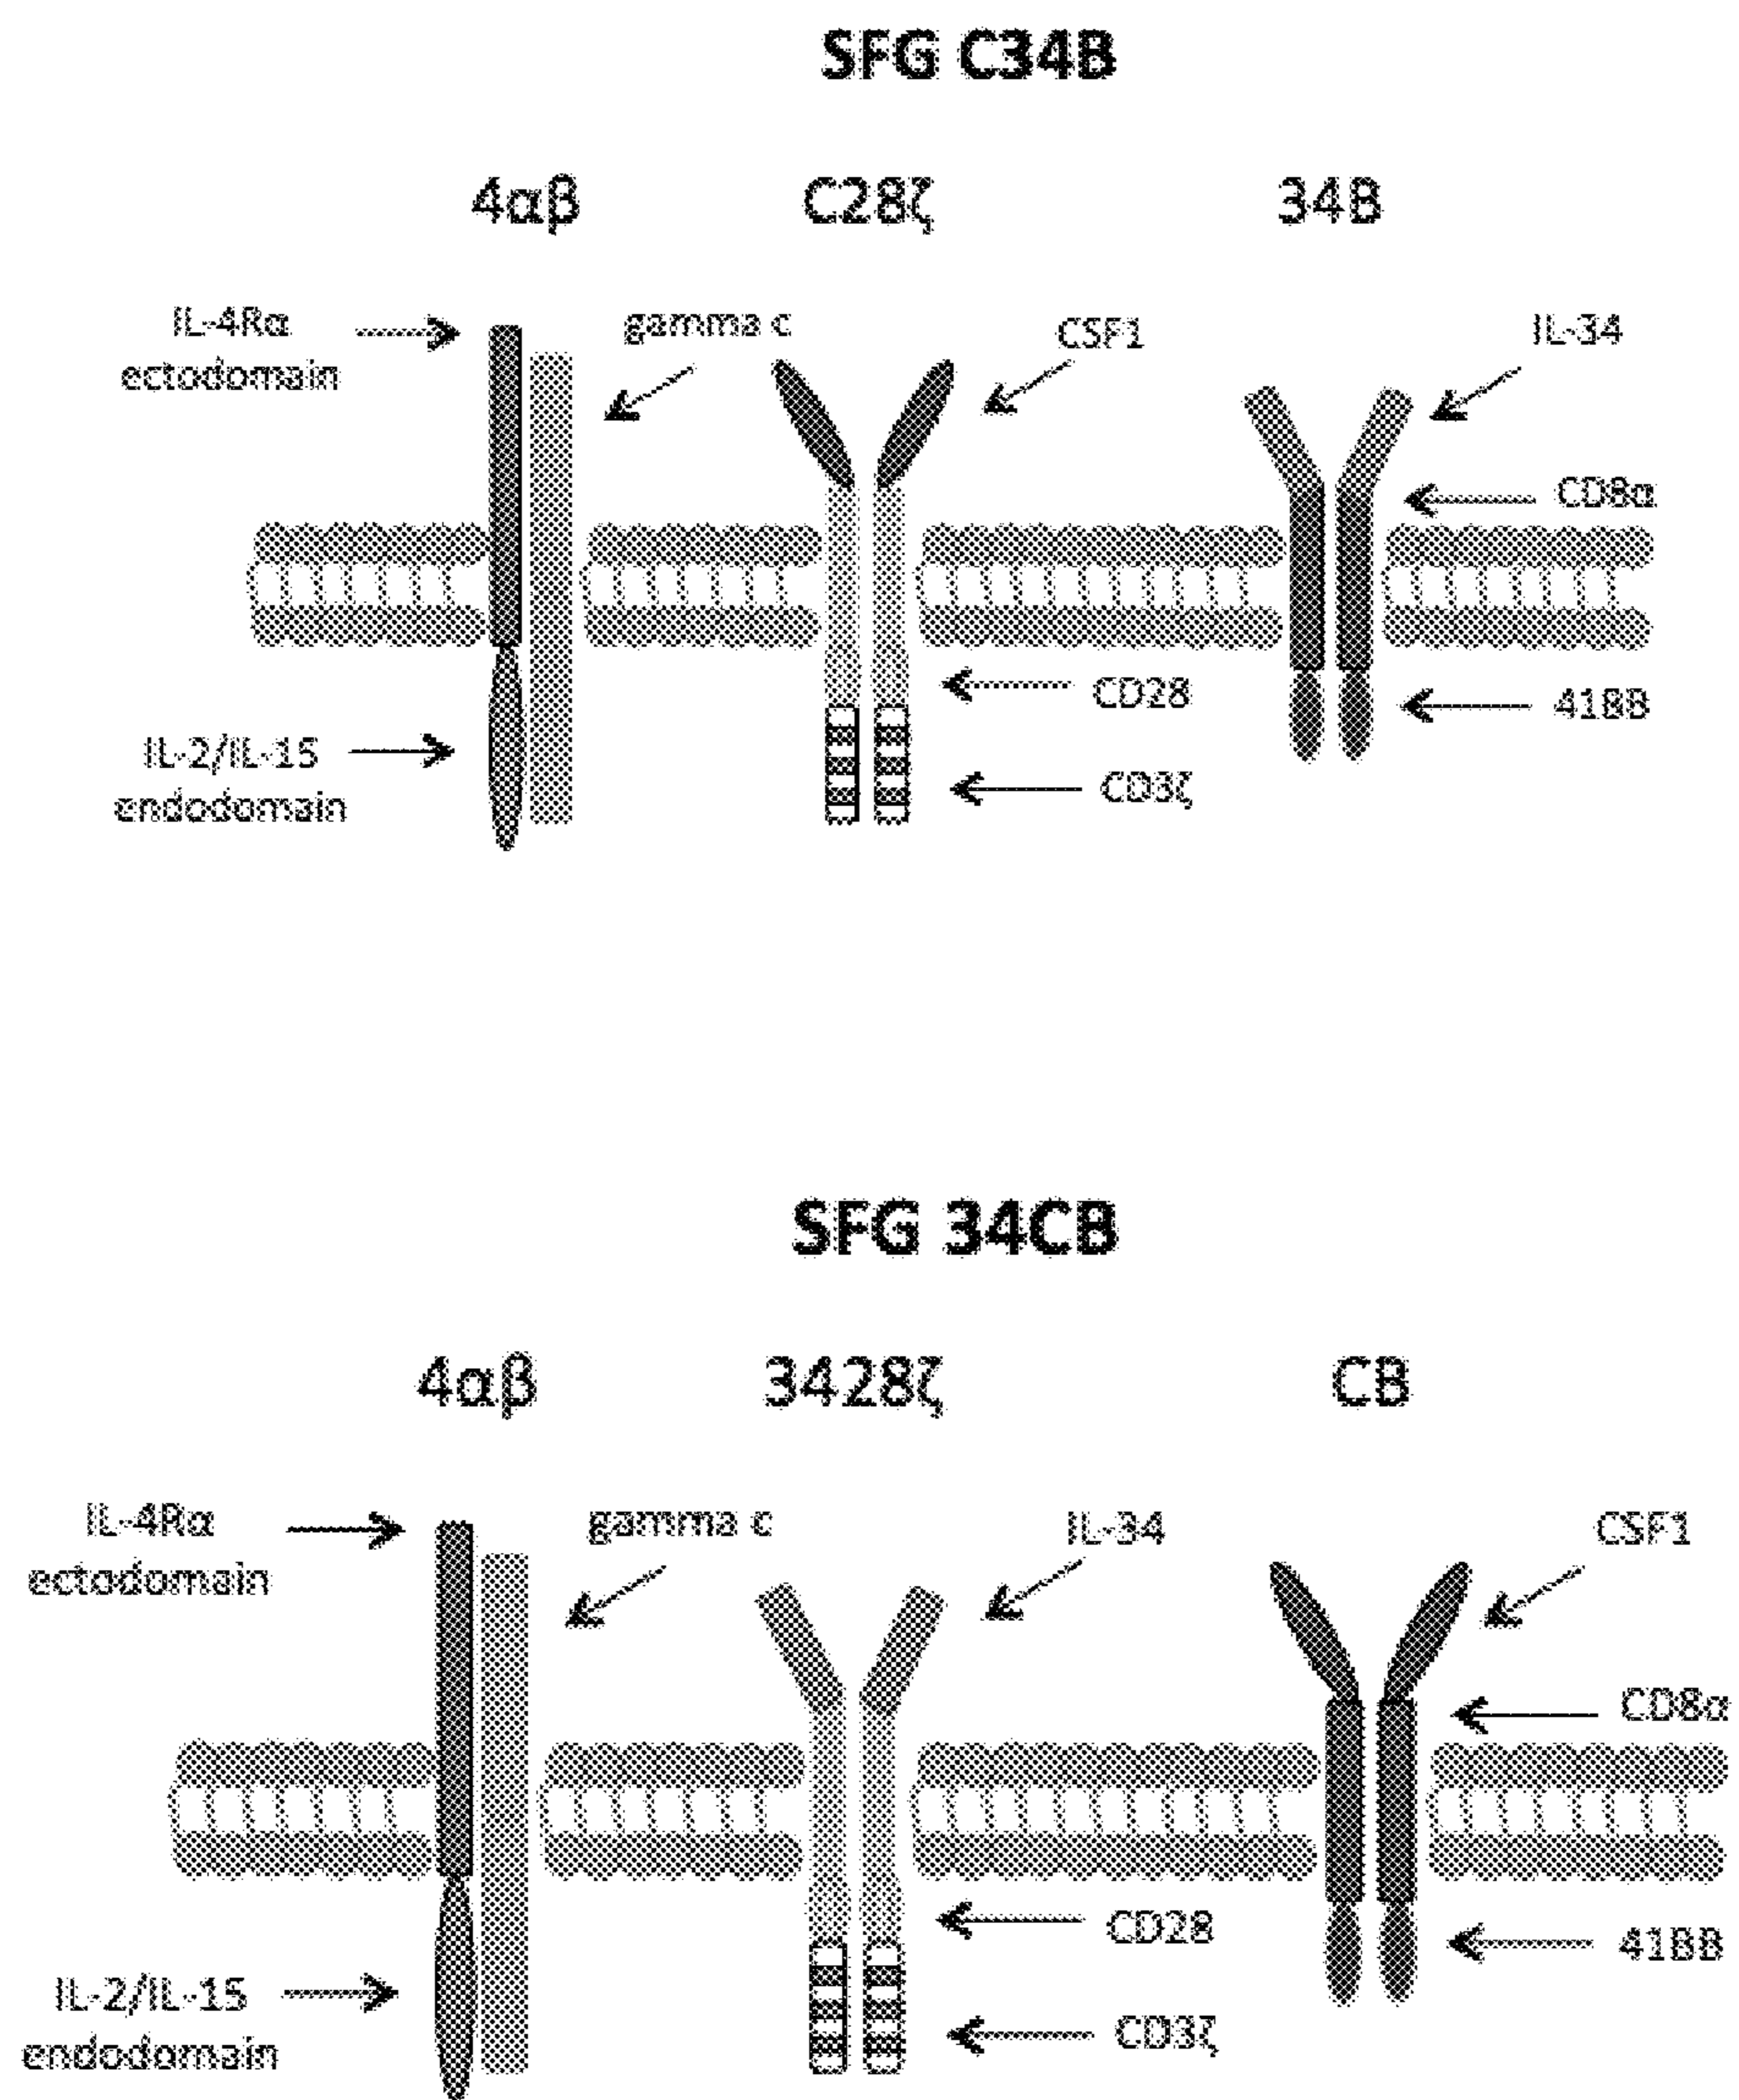 SFG C34B
4αβ
C28ζ
34B
IL-4Rα
ectodomain
gamma c
CSF1
IL-34
CD8α
CD28
41BB
IL-2/IL-15
endodomain
CD3ζ
SFG 34CB
4αβ
3428ζ
CB
IL-4Rα
ectodomain
gamma c
IL-34
CSF1
CD8α
CD28
41BB
IL-2/IL-15
endodomain
CD3ζ